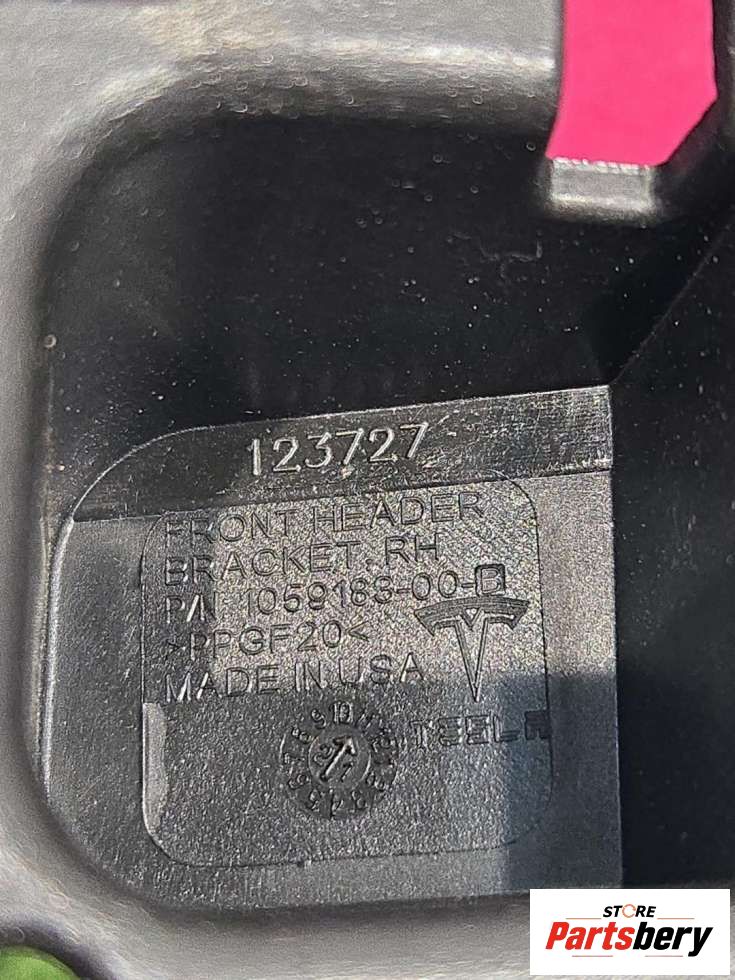 123727
FRONT HEADER
BRACKET, RH
P/N 1059183-00-B
>PPGF20<
MADE IN USA
TESLA
STORE
Partsbery